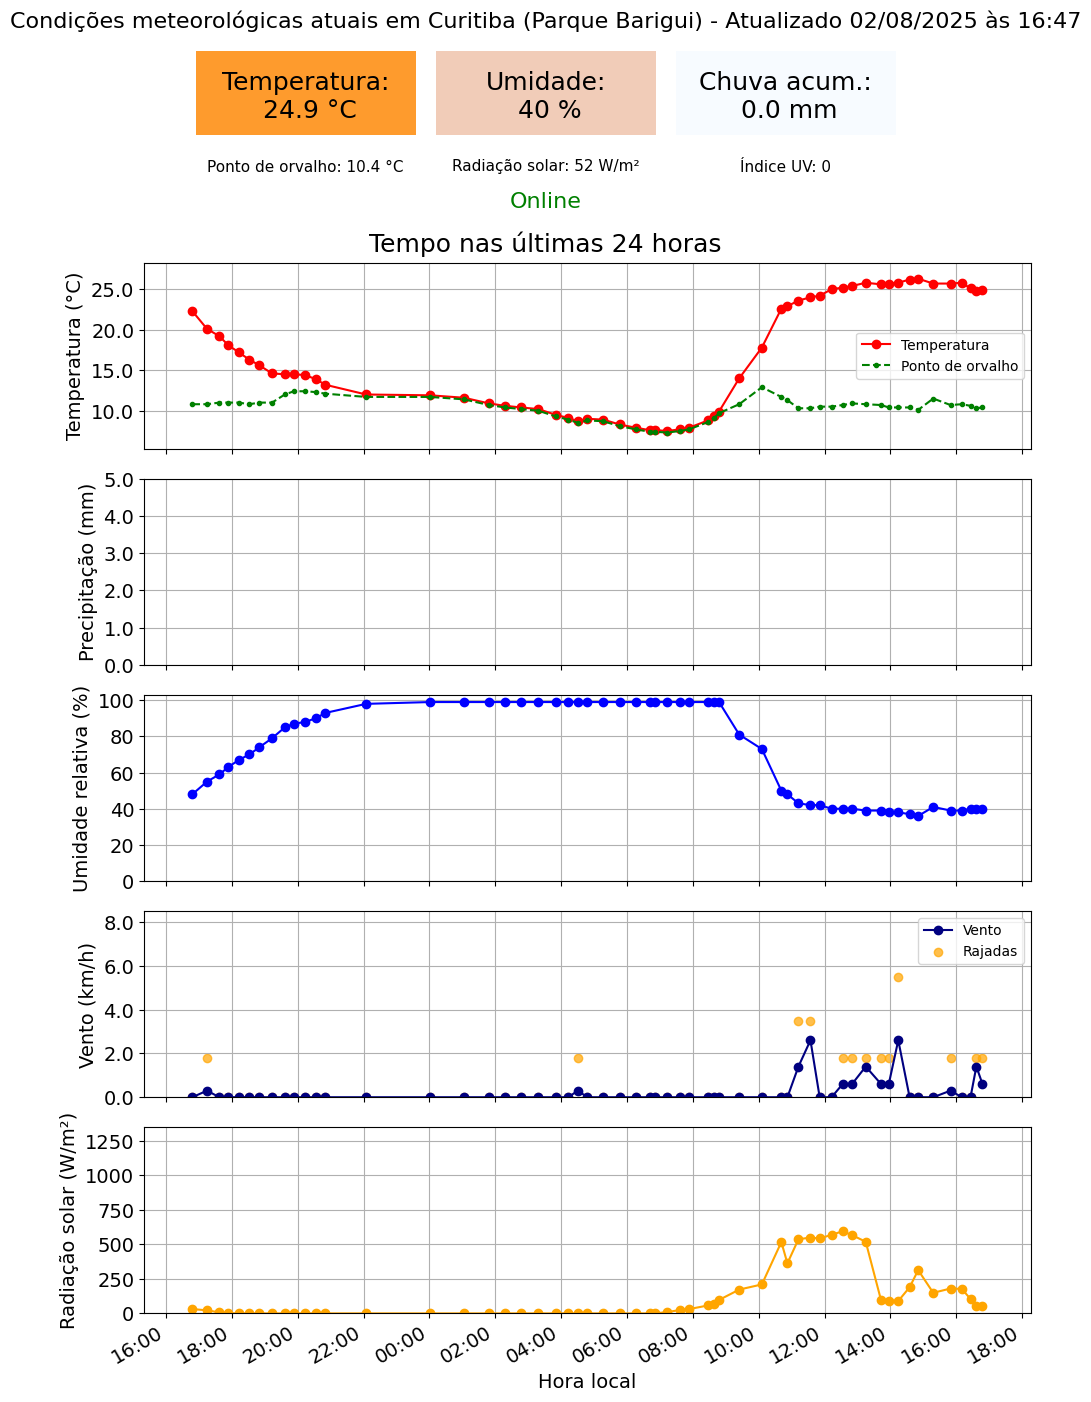 Condições meteorológicas atuais em Curitiba (Parque Barigui) - Atualizado 02/08/2025 às 16:47
Temperatura:
24.9 °C
Umidade:
40 %
Chuva acum.:
0.0 mm
Ponto de orvalho: 10.4 °C
Radiação solar: 52 W/m²
Índice UV: 0
Online
Tempo nas últimas 24 horas
Temperatura (°C)
25.0
20.0
15.0
10.0
Temperatura
Ponto de orvalho
Precipitação (mm)
5.0
4.0
3.0
2.0
1.0
0.0
Umidade relativa (%)
100
80
60
40
20
0
Vento (km/h)
8.0
6.0
4.0
2.0
0.0
Vento
Rajadas
Radiação solar (W/m²)
1250
1000
750
500
250
0
16:00
18:00
20:00
22:00
00:00
02:00
04:00
06:00
08:00
10:00
12:00
14:00
16:00
18:00
Hora local